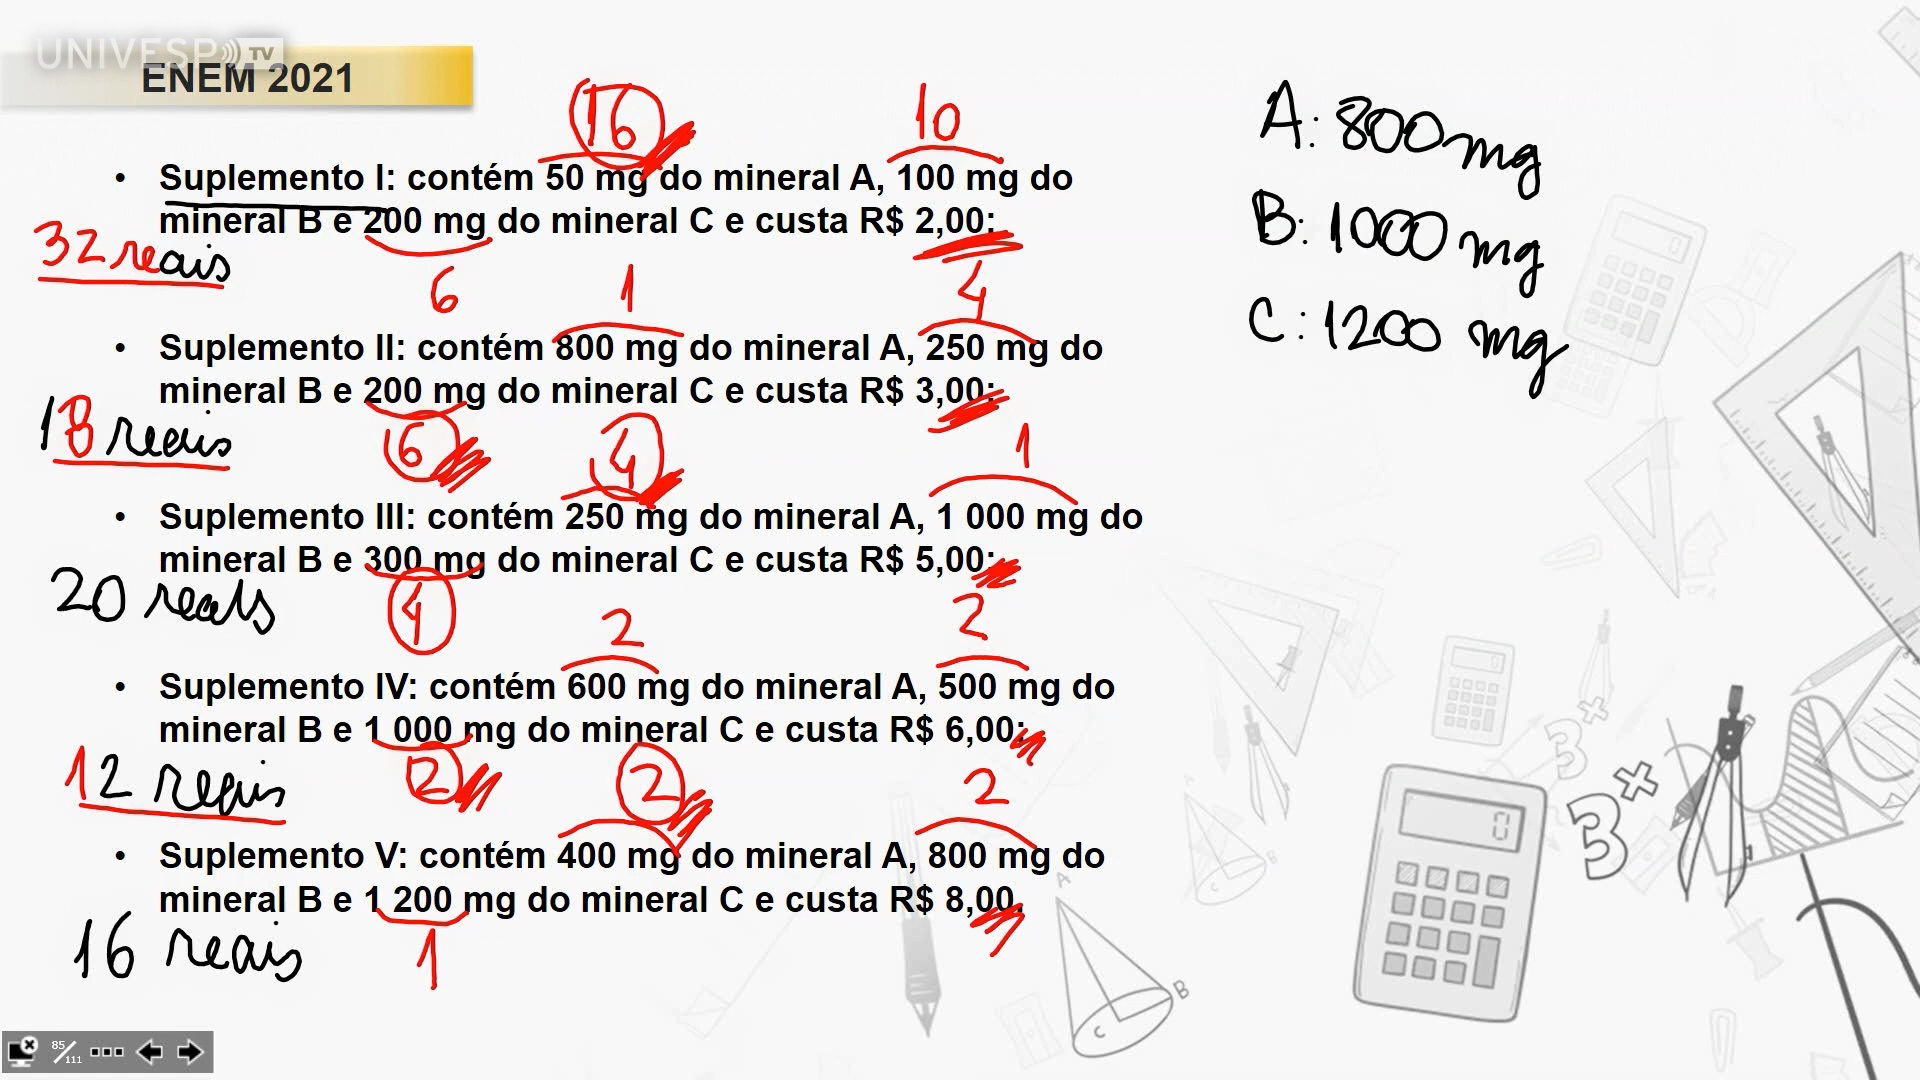 UNIVESP TV
ENEM 2021
16 10
• Suplemento I: contém 50 mg do mineral A, 100 mg do
mineral B e 200 mg do mineral C e custa R$ 2,00;
32 reais
6 1 4
• Suplemento II: contém 800 mg do mineral A, 250 mg do
mineral B e 200 mg do mineral C e custa R$ 3,00;
18 reais
6 4 1
• Suplemento III: contém 250 mg do mineral A, 1 000 mg do
mineral B e 300 mg do mineral C e custa R$ 5,00;
20 reais
4 2 2
• Suplemento IV: contém 600 mg do mineral A, 500 mg do
mineral B e 1 000 mg do mineral C e custa R$ 6,00;
12 reais
2 2 2
• Suplemento V: contém 400 mg do mineral A, 800 mg do
mineral B e 1 200 mg do mineral C e custa R$ 8,00.
16 reais
1
A: 800 mg
B: 1000 mg
C: 1200 mg
0
3x
A
B
C
85/111